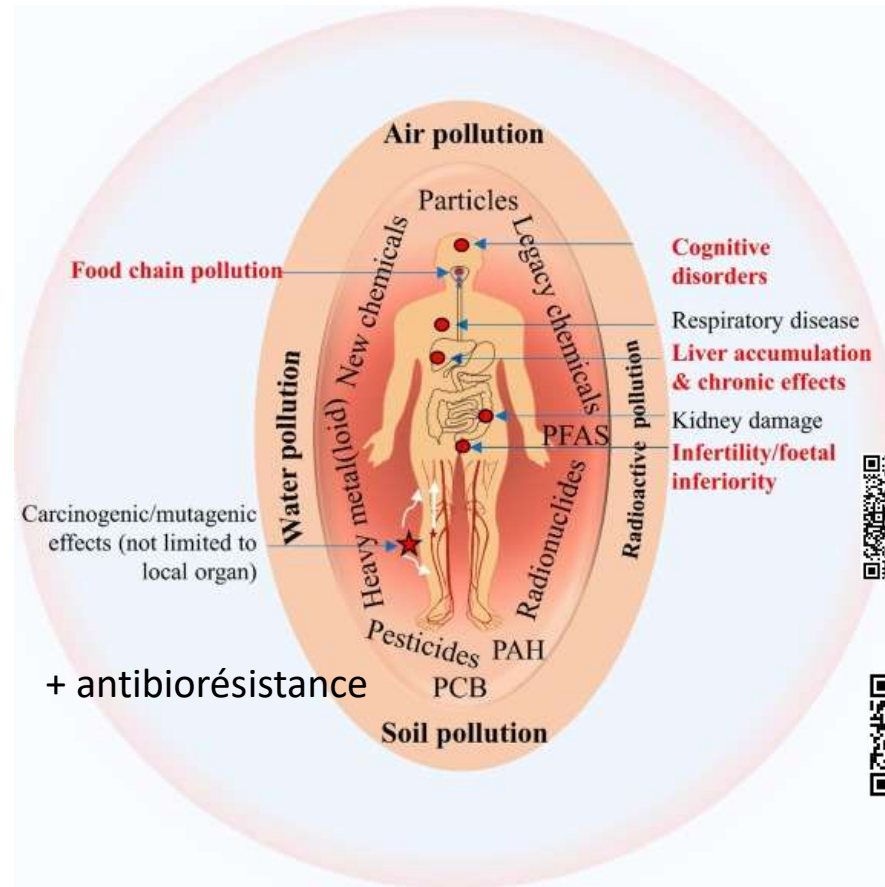 Air pollution
Particles
New chemicals
Legacy chemicals
Food chain pollution
Cognitive
disorders
Respiratory disease
Liver accumulation
& chronic effects
Kidney damage
PFAS
Infertility/foetal
inferiority
Water pollution
Radioactive pollution
Heavy metal(loid)
Radionuclides
Carcinogenic/mutagenic
effects (not limited to
local organ)
Pesticides
PAH
PCB
+ antibiorésistance
Soil pollution